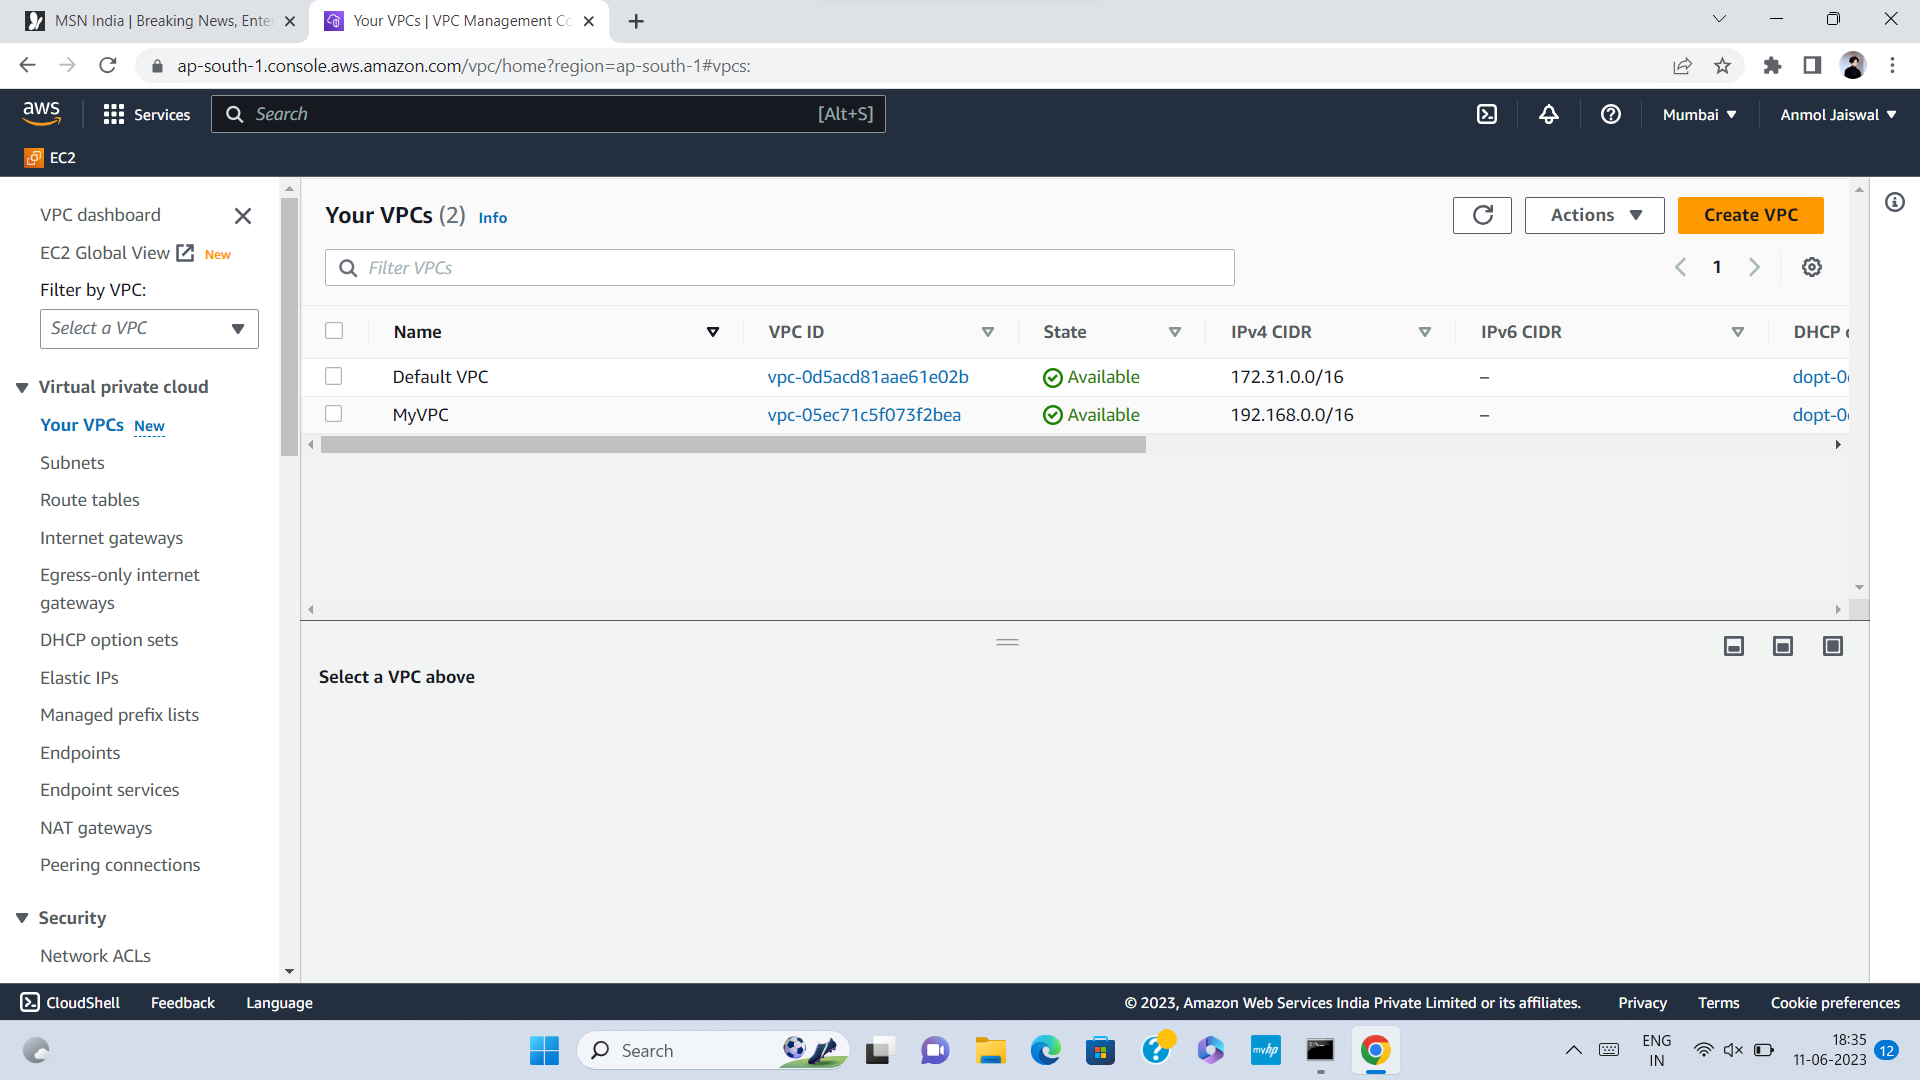 MSN India | Breaking News, Enter
Your VPCs | VPC Management Co
ap-south-1.console.aws.amazon.com/vpc/home?region=ap-south-1#vpcs:
aws
Services
Search
[Alt+S]
Mumbai
Anmol Jaiswal
EC2
VPC dashboard
EC2 Global View New
Filter by VPC:
Select a VPC
Virtual private cloud
Your VPCs New
Subnets
Route tables
Internet gateways
Egress-only internet
gateways
DHCP option sets
Elastic IPs
Managed prefix lists
Endpoints
Endpoint services
NAT gateways
Peering connections
Security
Network ACLs
Your VPCs (2) Info
Actions
Create VPC
Filter VPCs
1
Name VPC ID State IPv4 CIDR IPv6 CIDR DHCP
Default VPC vpc-0d5acd81aae61e02b Available 172.31.0.0/16 – dopt-0
MyVPC vpc-05ec71c5f073f2bea Available 192.168.0.0/16 – dopt-0
Select a VPC above
CloudShell Feedback Language
© 2023, Amazon Web Services India Private Limited or its affiliates. Privacy Terms Cookie preferences
Search
myhp
ENG
IN
18:35
11-06-2023
12